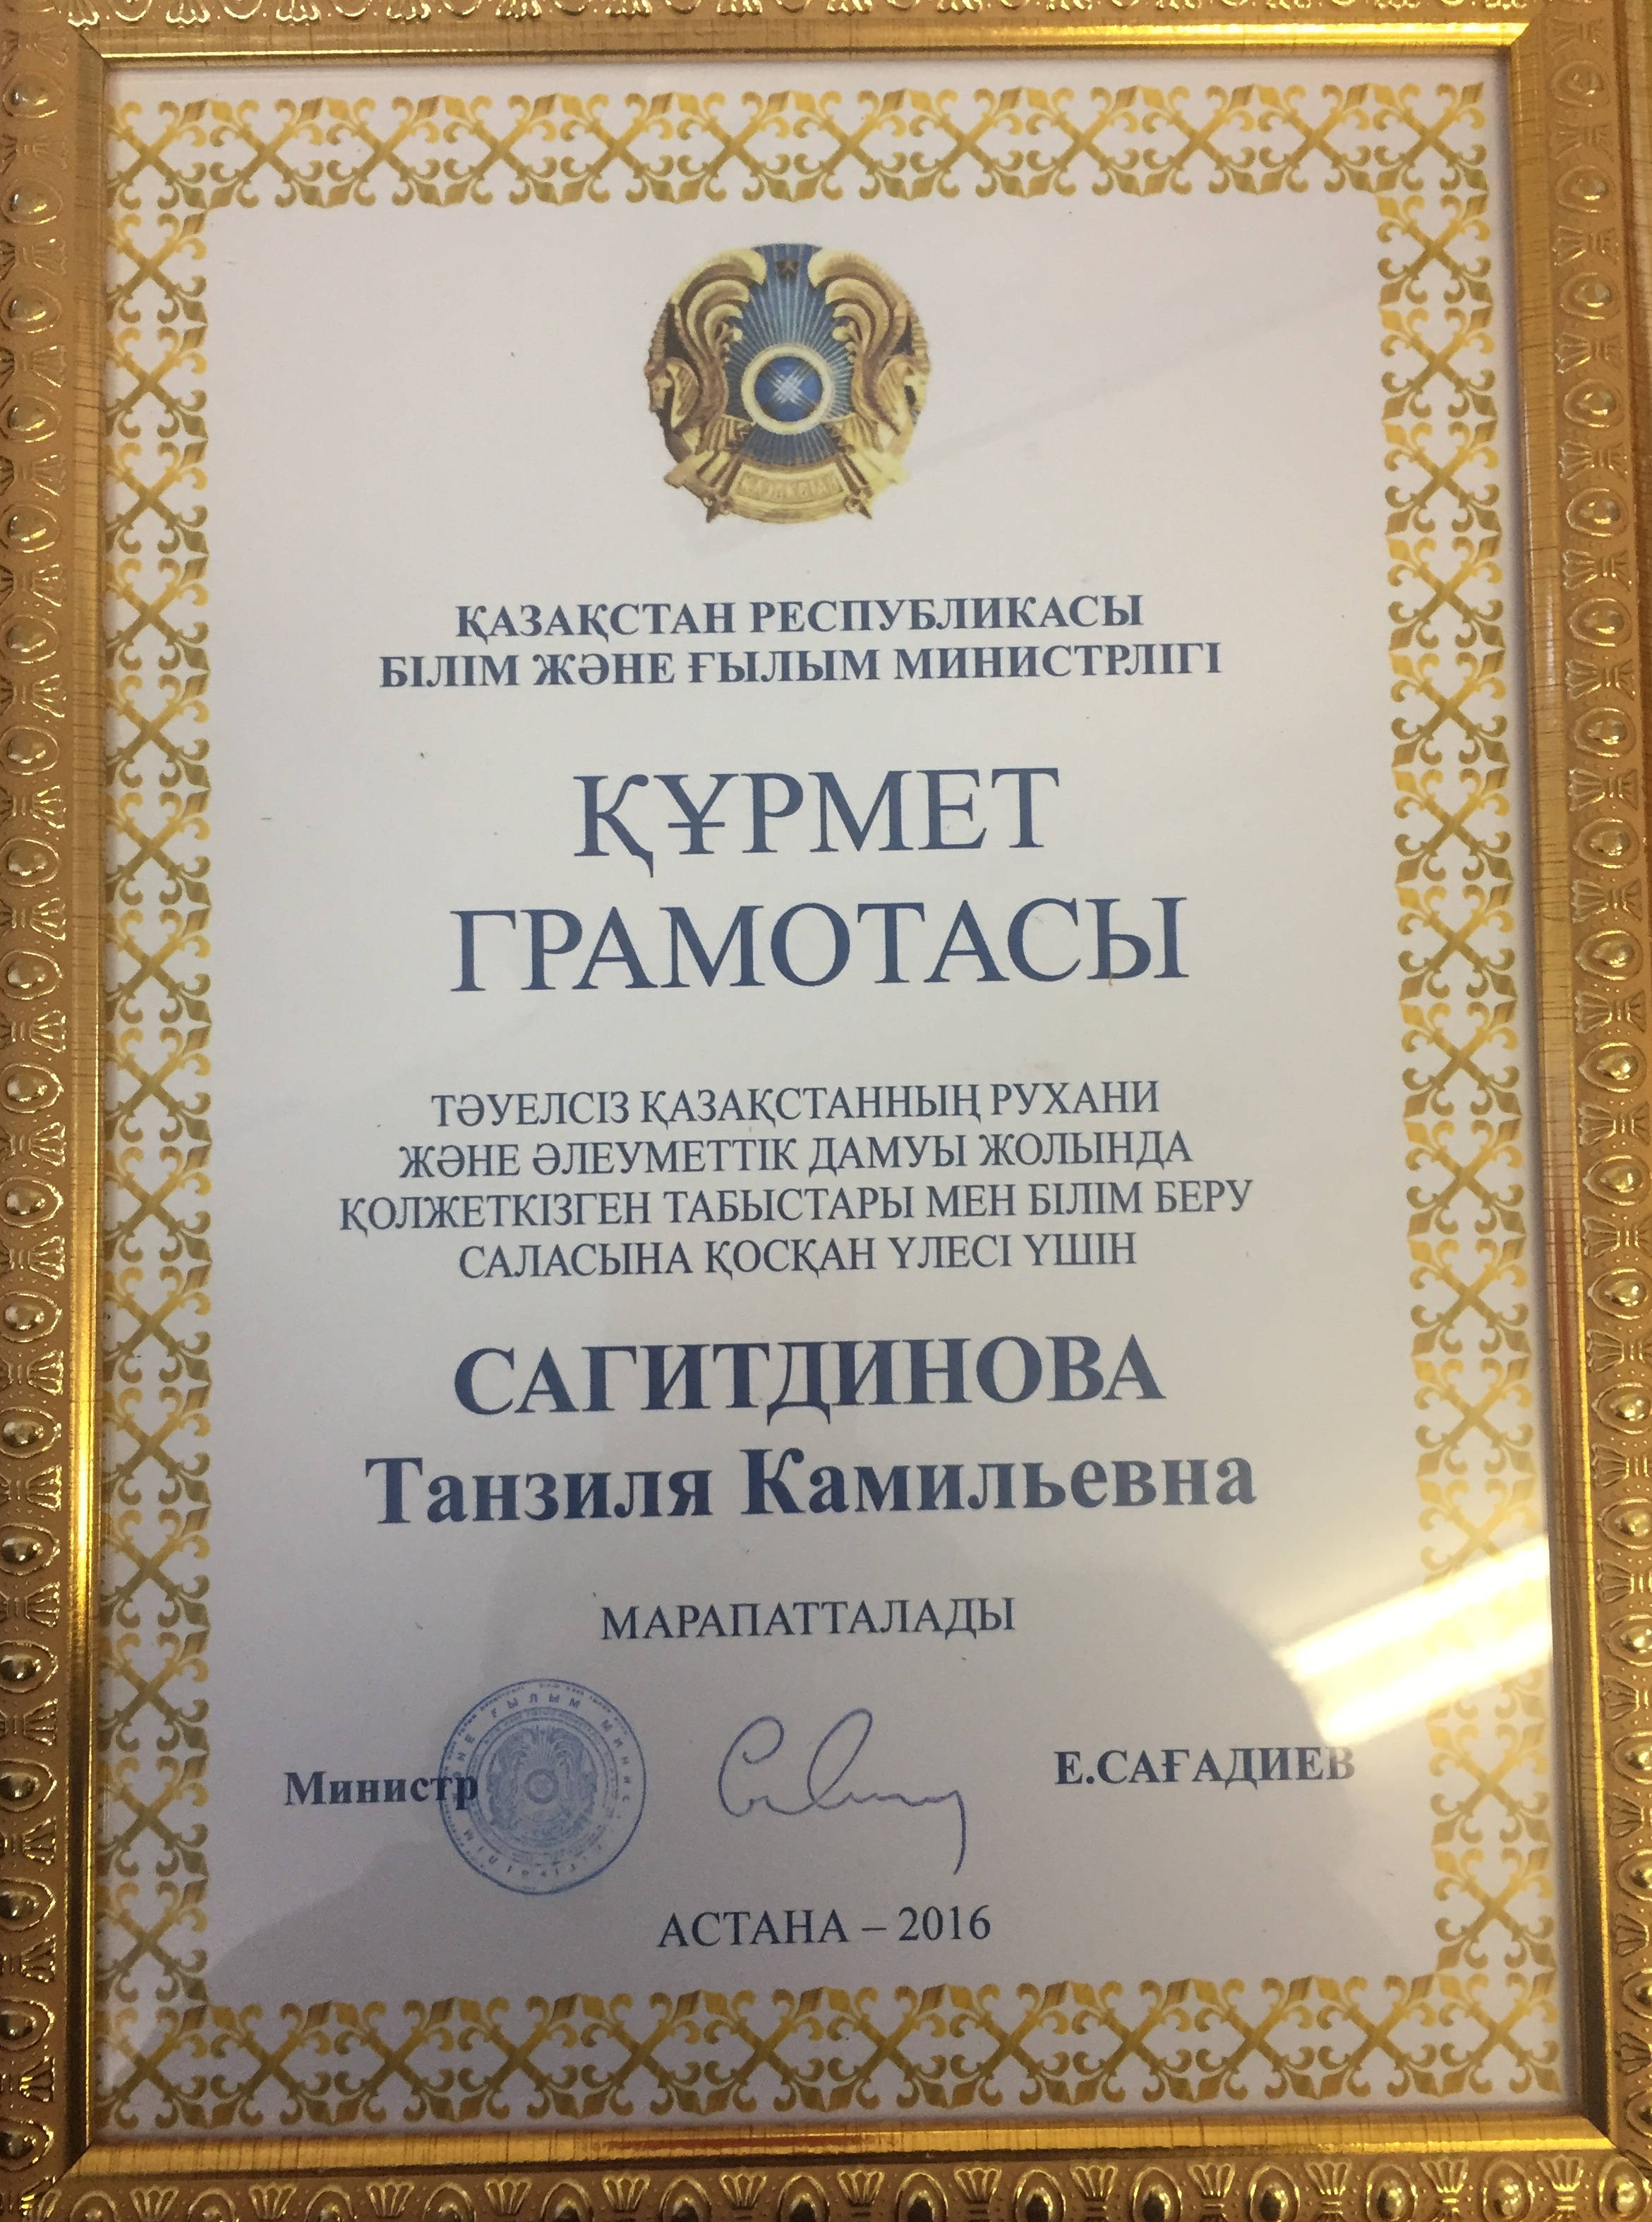 ҚАЗАҚСТАН
ҚАЗАҚСТАН РЕСПУБЛИКАСЫ
БІЛІМ ЖӘНЕ ҒЫЛЫМ МИНИСТРЛІГІ
ҚҰРМЕТ
ГРАМОТАСЫ
ТӘУЕЛСІЗ ҚАЗАҚСТАННЫҢ РУХАНИ
ЖӘНЕ ӘЛЕУМЕТТІК ДАМУЫ ЖОЛЫНДА
ҚОЛЖЕТКІЗГЕН ТАБЫСТАРЫ МЕН БІЛІМ БЕРУ
САЛАСЫНА ҚОСҚАН ҮЛЕСІ ҮШІН
САГИТДИНОВА
Танзиля Камильевна
МАРАПАТТАЛАДЫ
Министр
Е.САҒАДИЕВ
АСТАНА – 2016